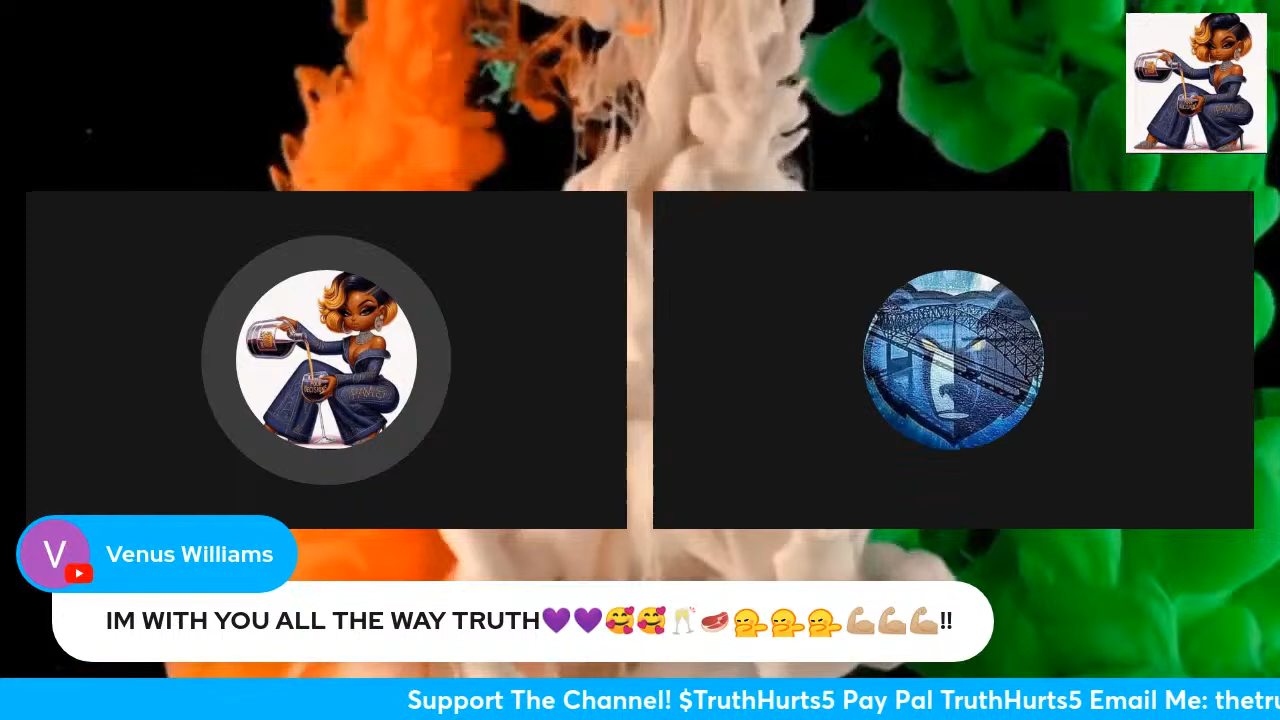 V
Venus Williams
IM WITH YOU ALL THE WAY TRUTH💜💜🥰🥰🥂🥩🫱🫱🫱💪🏼💪🏼💪🏼!!
Support The Channel! $TruthHurts5 Pay Pal TruthHurts5 Email Me: thetru